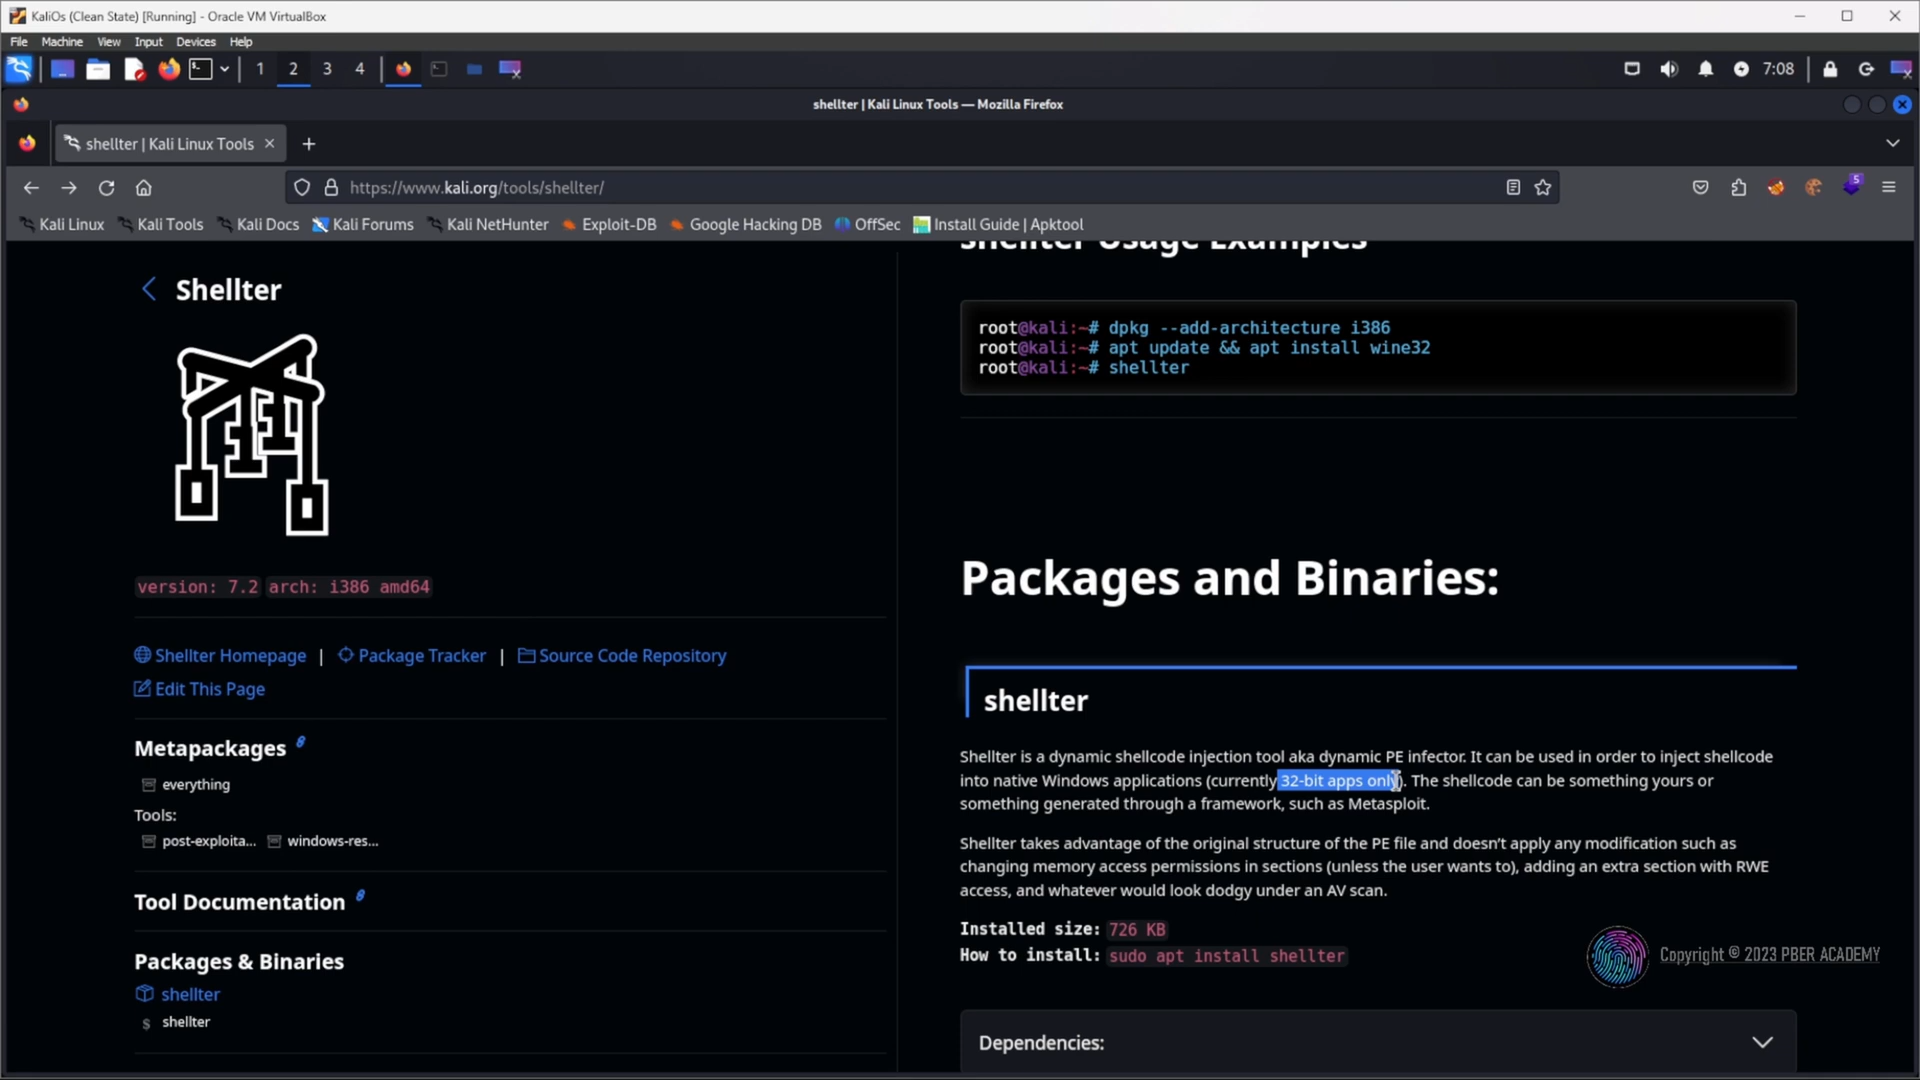 KaliOs (Clean State) [Running] - Oracle VM VirtualBox
File Machine View Input Devices Help
1 2 3 4
7:08
shellter | Kali Linux Tools — Mozilla Firefox
shellter | Kali Linux Tools
https://www.kali.org/tools/shellter/
5
Kali Linux Kali Tools Kali Docs Kali Forums Kali NetHunter Exploit-DB Google Hacking DB OffSec Install Guide | Apktool
Shellter
version: 7.2 arch: i386 amd64
Shellter Homepage | Package Tracker | Source Code Repository
Edit This Page
Metapackages
everything
Tools:
post-exploita... windows-res...
Tool Documentation
Packages & Binaries
shellter
$ shellter
shellter Usage Examples
root@kali:~# dpkg --add-architecture i386
root@kali:~# apt update && apt install wine32
root@kali:~# shellter
Packages and Binaries:
shellter
Shellter is a dynamic shellcode injection tool aka dynamic PE infector. It can be used in order to inject shellcode
into native Windows applications (currently 32-bit apps only). The shellcode can be something yours or
something generated through a framework, such as Metasploit.
Shellter takes advantage of the original structure of the PE file and doesn’t apply any modification such as
changing memory access permissions in sections (unless the user wants to), adding an extra section with RWE
access, and whatever would look dodgy under an AV scan.
Installed size: 726 KB
How to install: sudo apt install shellter
Copyright © 2023 PBER ACADEMY
Dependencies: